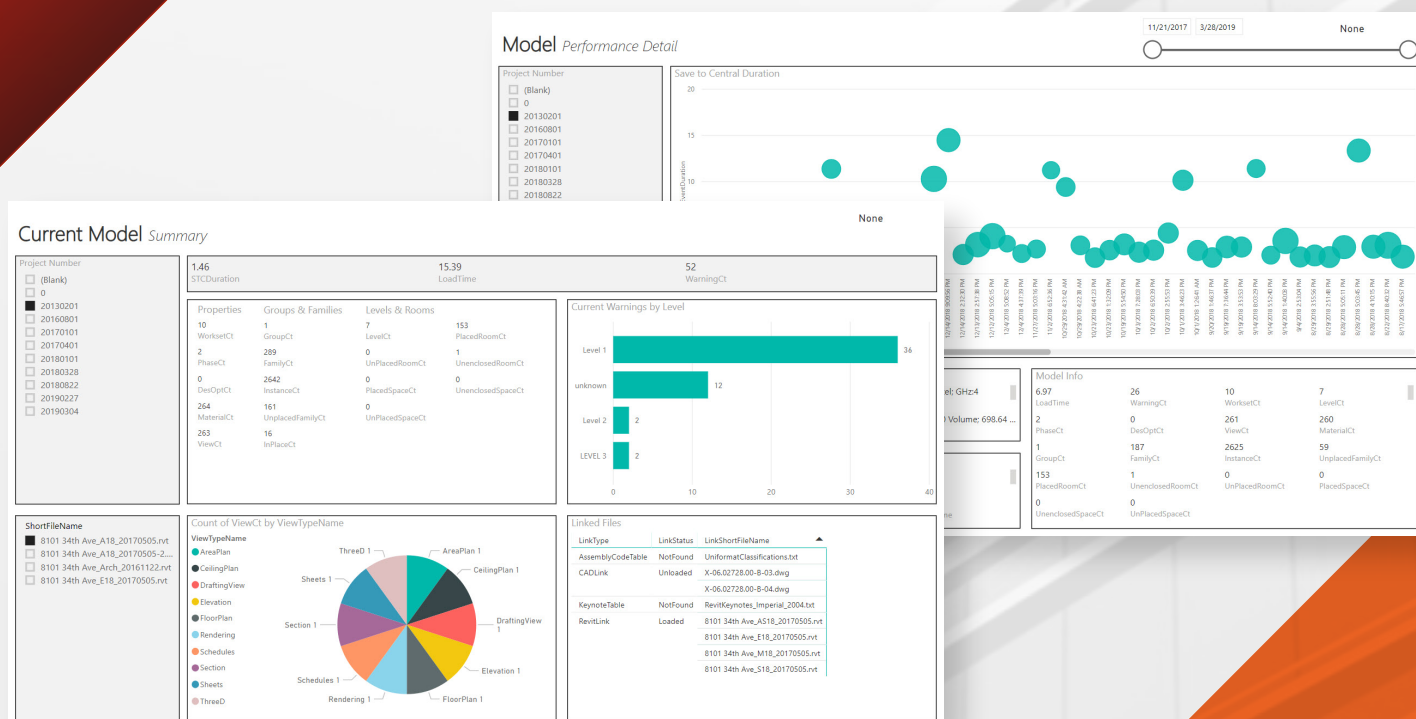 Model Performance Detail
11/21/2017 3/28/2019
None
Project Number
(Blank)
0
20130201
20160801
20170101
20170401
20180101
20180328
20180822
Save to Central Duration
20
15
10
EventDuration
Current Model Summary
None
Project Number
(Blank)
0
20130201
20160801
20170101
20170401
20180101
20180328
20180822
20190227
20190304
1.46
STCDuration
15.39
LoadTime
52
WarningCt
Properties
10
WorksetCt
2
PhaseCt
0
DesOptCt
264
MaterialCt
263
ViewCt
Groups & Families
1
GroupCt
289
FamilyCt
2642
InstanceCt
161
UnplacedFamilyCt
16
InPlaceCt
Levels & Rooms
7
LevelCt
153
PlacedRoomCt
0
UnPlacedRoomCt
1
UnenclosedRoomCt
0
PlacedSpaceCt
0
UnenclosedSpaceCt
0
UnPlacedSpaceCt
Current Warnings by Level
Level 1 36
unknown 12
Level 2 2
LEVEL 3 2
0 10 20 30 40
ShortFileName
8101 34th Ave_A18_20170505.rvt
8101 34th Ave_A18_20170505-2....
8101 34th Ave_Arch_20161122.rvt
8101 34th Ave_E18_20170505.rvt
Count of ViewCt by ViewTypeName
ViewTypeName
AreaPlan
CeilingPlan
DraftingView
Elevation
FloorPlan
Rendering
Schedules
Section
Sheets
ThreeD
ThreeD 1
AreaPlan 1
Sheets 1
CeilingPlan 1
Section 1
DraftingView
1
Schedules 1
Elevation 1
Rendering 1
FloorPlan 1
Linked Files
LinkType LinkStatus LinkShortFileName
AssemblyCodeTable NotFound UniformatClassifications.txt
CADLink Unloaded X-06.02728.00-B-03.dwg
X-06.02728.00-B-04.dwg
KeynoteTable NotFound RevitKeynotes_Imperial_2004.txt
RevitLink Loaded 8101 34th Ave_AS18_20170505.rvt
8101 34th Ave_E18_20170505.rvt
8101 34th Ave_M18_20170505.rvt
8101 34th Ave_S18_20170505.rvt
GHz:4
Volume; 698.64 ...
Model Info
6.97 26 10 7
LoadTime WarningCt WorksetCt LevelCt
2 0 261 260
PhaseCt DesOptCt ViewCt MaterialCt
1 187 2625 59
GroupCt FamilyCt InstanceCt UnplacedFamilyCt
153 1 0 0
PlacedRoomCt UnenclosedRoomCt UnPlacedRoomCt PlacedSpaceCt
0 0
UnenclosedSpaceCt UnPlacedSpaceCt